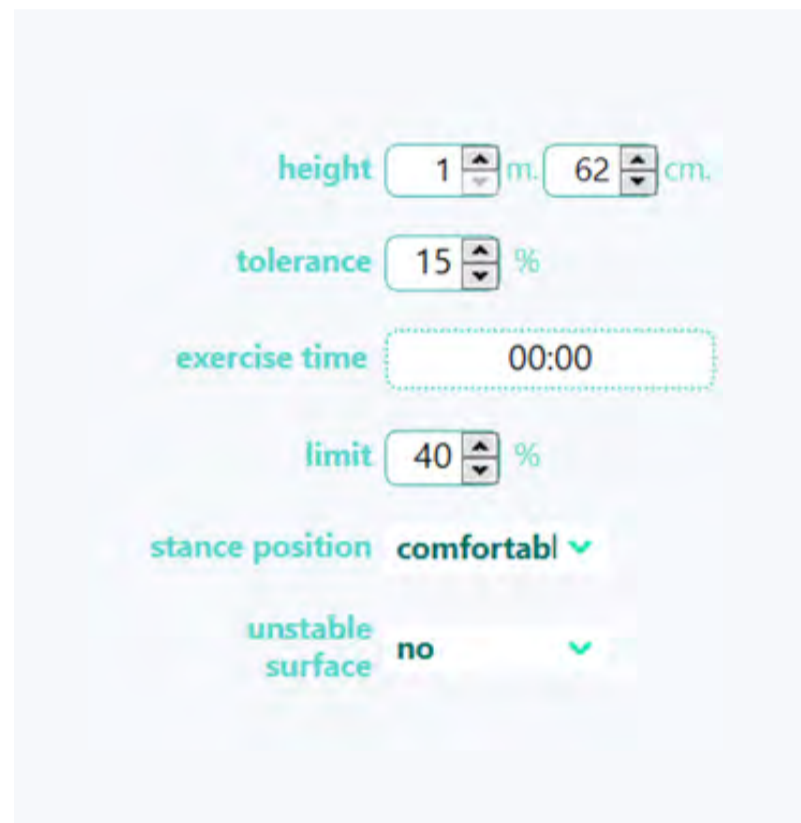 height 1 m. 62 cm.
tolerance 15 %
exercise time 00:00
limit 40 %
stance position comfortabl
unstable
surface no